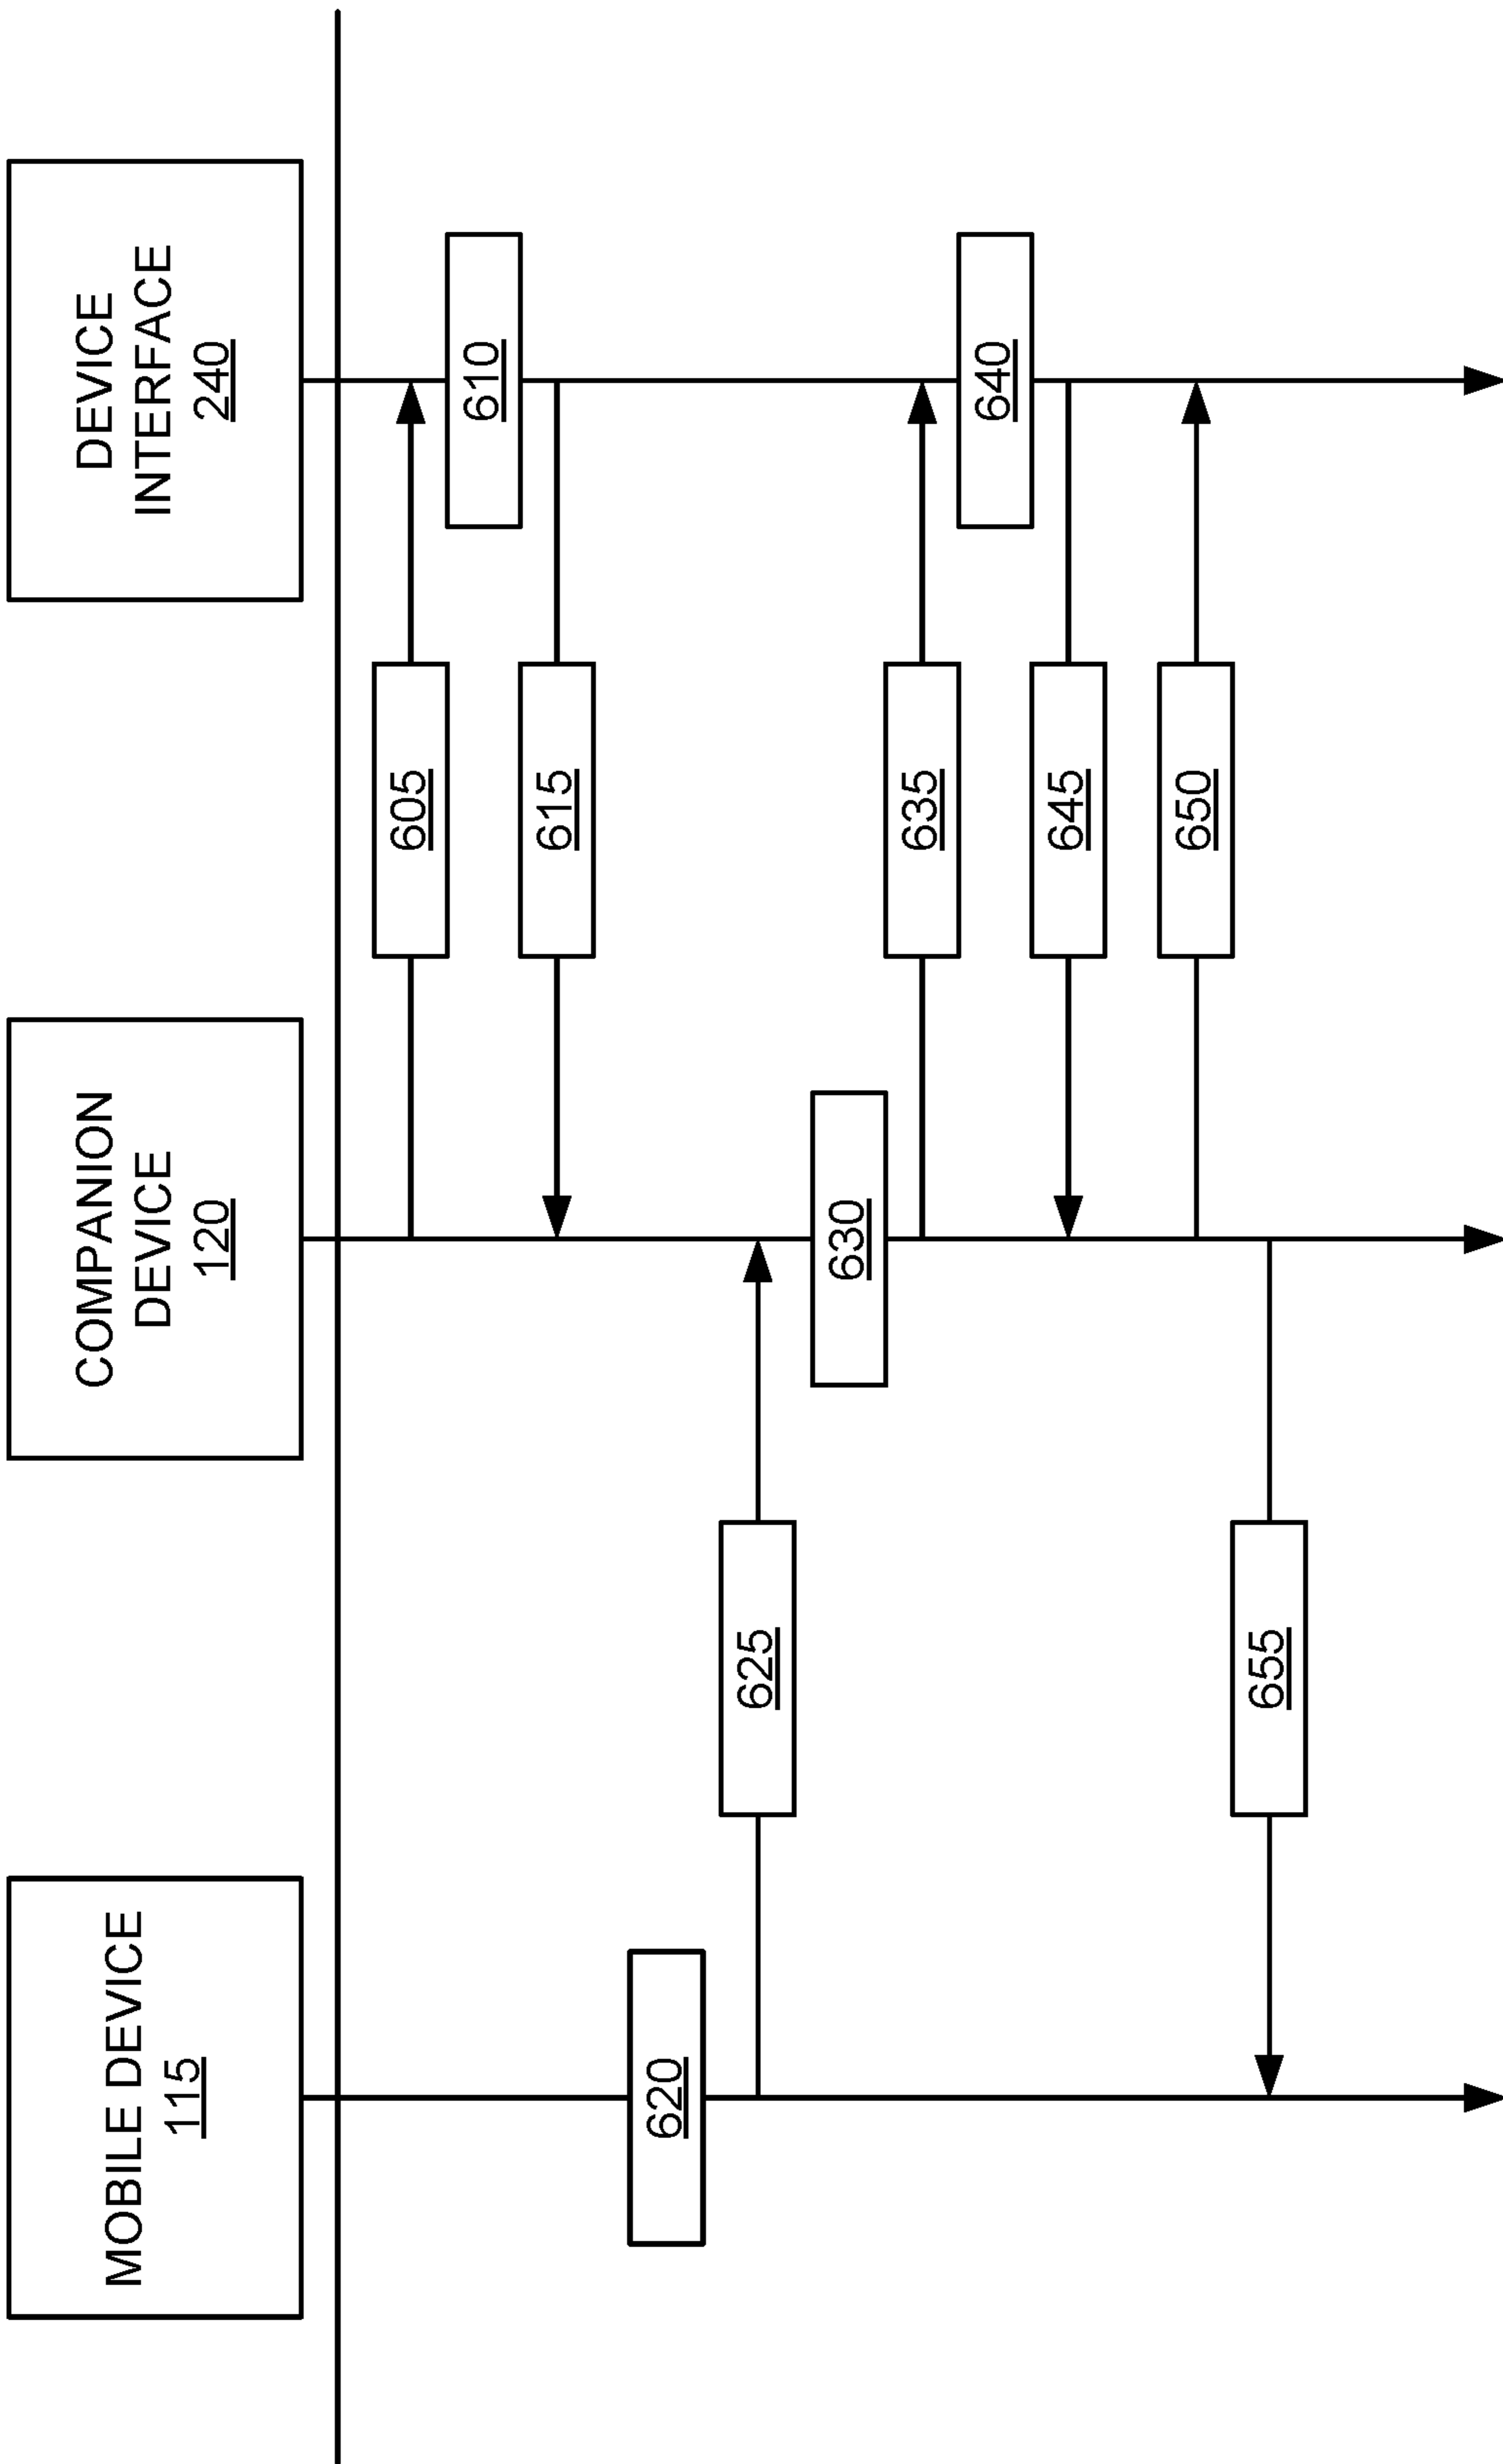 MOBILE DEVICE
115
COMPANION
DEVICE
120
DEVICE
INTERFACE
240
605
610
615
620
625
630
635
640
645
650
655